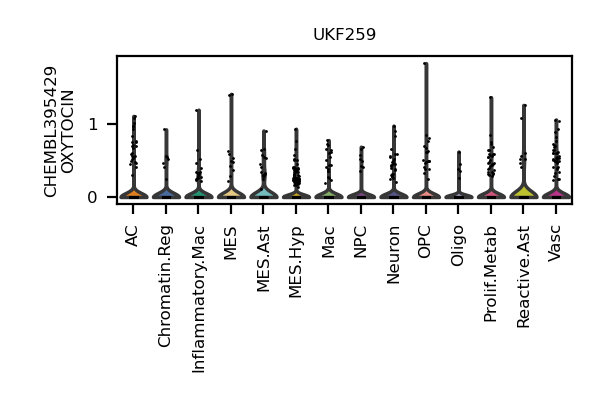 UKF259
CHEMBL395429
OXYTOCIN
1
0
AC
Chromatin.Reg
Inflammatory.Mac
MES
MES.Ast
MES.Hyp
Mac
NPC
Neuron
OPC
Oligo
Prolif.Metab
Reactive.Ast
Vasc